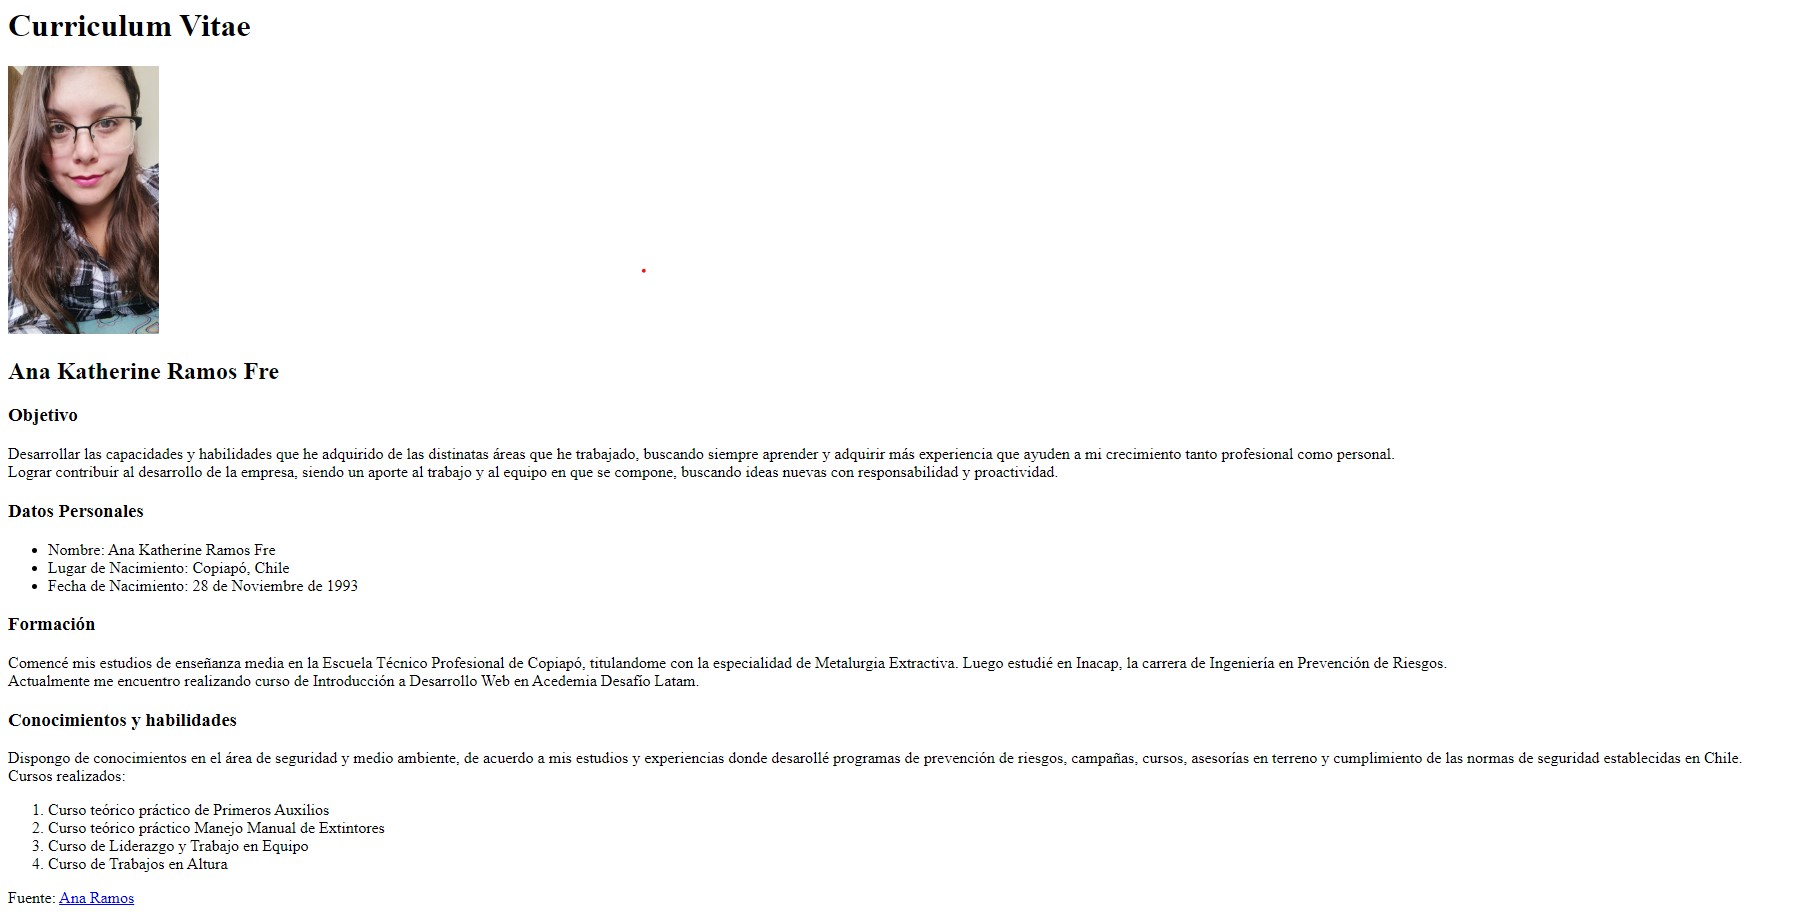 Curriculum Vitae
Ana Katherine Ramos Fre
Objetivo
Desarrollar las capacidades y habilidades que he adquirido de las distinatas áreas que he trabajado, buscando siempre aprender y adquirir más experiencia que ayuden a mi crecimiento tanto profesional como personal.
Lograr contribuir al desarrollo de la empresa, siendo un aporte al trabajo y al equipo en que se compone, buscando ideas nuevas con responsabilidad y proactividad.
Datos Personales
• Nombre: Ana Katherine Ramos Fre
• Lugar de Nacimiento: Copiapó, Chile
• Fecha de Nacimiento: 28 de Noviembre de 1993
Formación
Comencé mis estudios de enseñanza media en la Escuela Técnico Profesional de Copiapó, titulandome con la especialidad de Metalurgia Extractiva. Luego estudié en Inacap, la carrera de Ingeniería en Prevención de Riesgos.
Actualmente me encuentro realizando curso de Introducción a Desarrollo Web en Acedemia Desafío Latam.
Conocimientos y habilidades
Dispongo de conocimientos en el área de seguridad y medio ambiente, de acuerdo a mis estudios y experiencias donde desarollé programas de prevención de riesgos, campañas, cursos, asesorías en terreno y cumplimiento de las normas de seguridad establecidas en Chile.
Cursos realizados:
1. Curso teórico práctico de Primeros Auxilios
2. Curso teórico práctico Manejo Manual de Extintores
3. Curso de Liderazgo y Trabajo en Equipo
4. Curso de Trabajos en Altura
Fuente: Ana Ramos